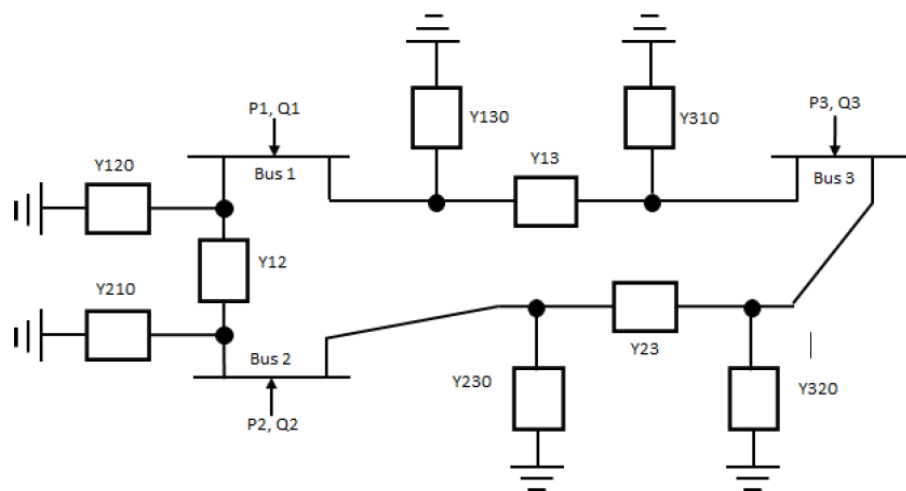 P1, Q1
Y130
Y310
P3, Q3
Y120
Bus 1
Y13
Bus 3
Y12
Y210
Bus 2
Y23
Y230
Y320
P2, Q2